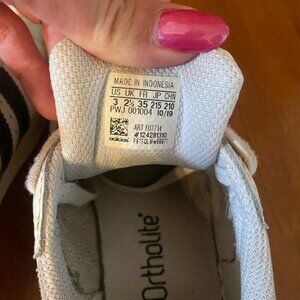 MADE IN INDONESIA
US UK FR JP CHN
3 2½ 35 215 210
PWJ 001004 10/19
ART FU7714
#124281310
adidas
Ortholite®